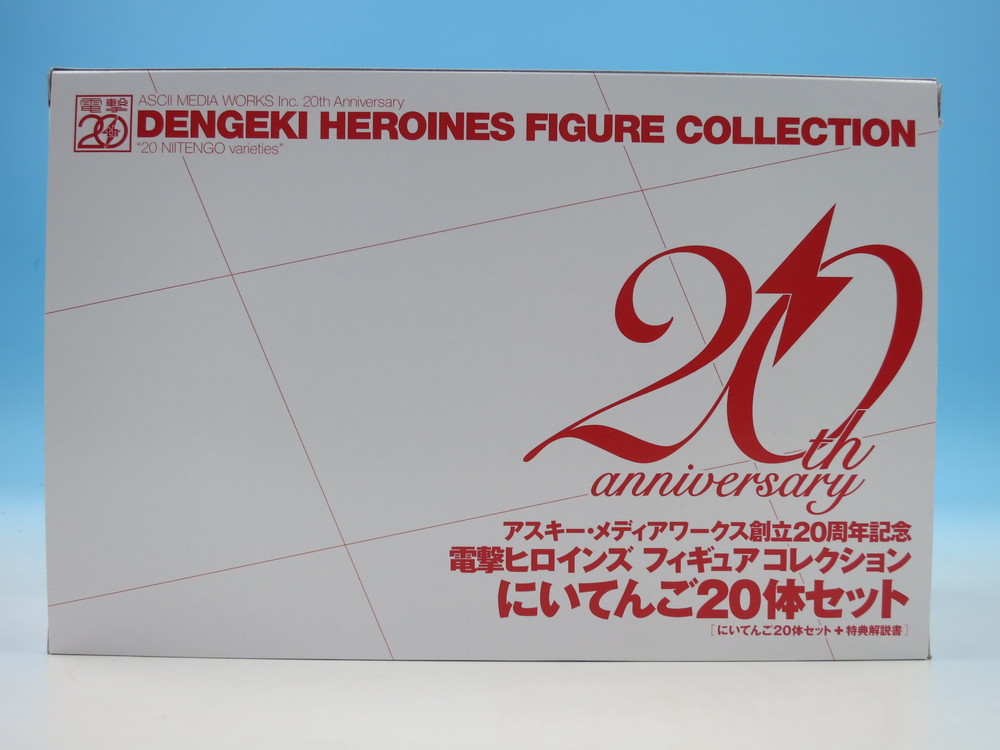 電撃
20th
ASCII MEDIA WORKS Inc. 20th Anniversary
DENGEKI HEROINES FIGURE COLLECTION
"20 NIITENGO varieties"
20th
anniversary
アスキー・メディアワークス創立20周年記念
電撃ヒロインズ フィギュアコレクション
にいてんご20体セット
[にいてんご20体セット+特典解説書]